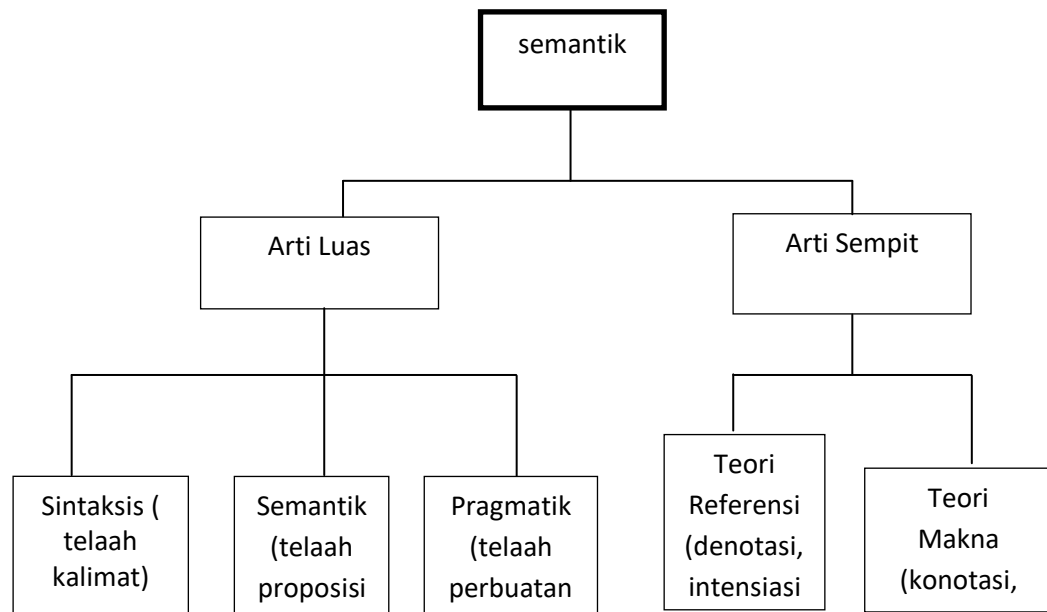 semantik
Arti Luas
Arti Sempit
Sintaksis (
telaah
kalimat)
Semantik
(telaah
proposisi
Pragmatik
(telaah
perbuatan
Teori
Referensi
(denotasi,
intensiasi
Teori
Makna
(konotasi,